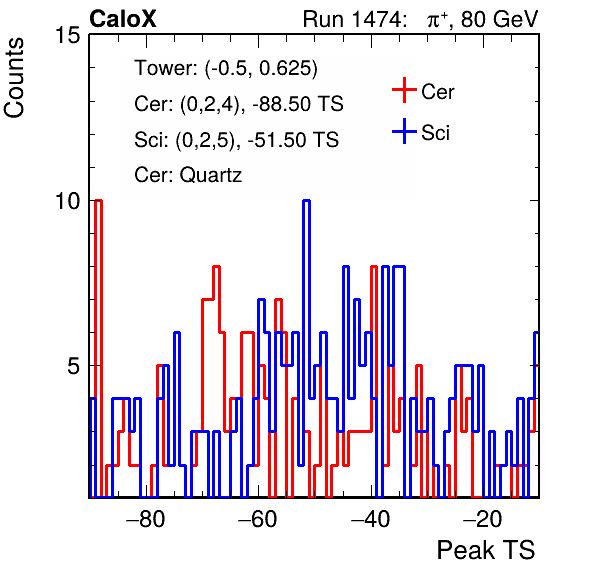 CaloX Run 1474: π⁺, 80 GeV
Counts
15
10
5
Tower: (-0.5, 0.625)
Cer: (0,2,4), -88.50 TS
Sci: (0,2,5), -51.50 TS
Cer: Quartz
Cer
Sci
−80 −60 −40 −20
Peak TS